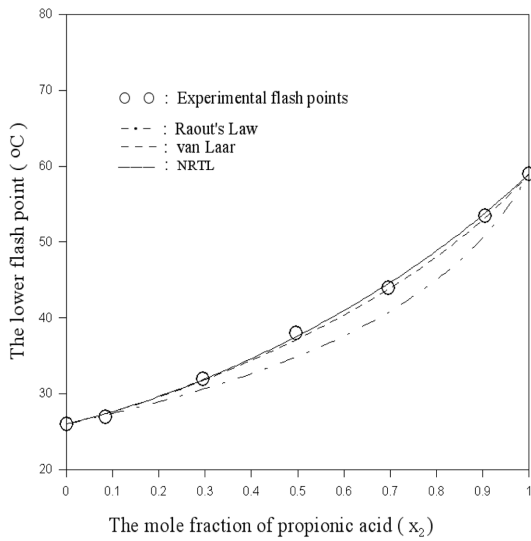 80
70
60
50
40
30
20
The lower flash point ( oC )
: Experimental flash points
: Raout's Law
: van Laar
: NRTL
0 0.1 0.2 0.3 0.4 0.5 0.6 0.7 0.8 0.9 1
The mole fraction of propionic acid ( x2 )